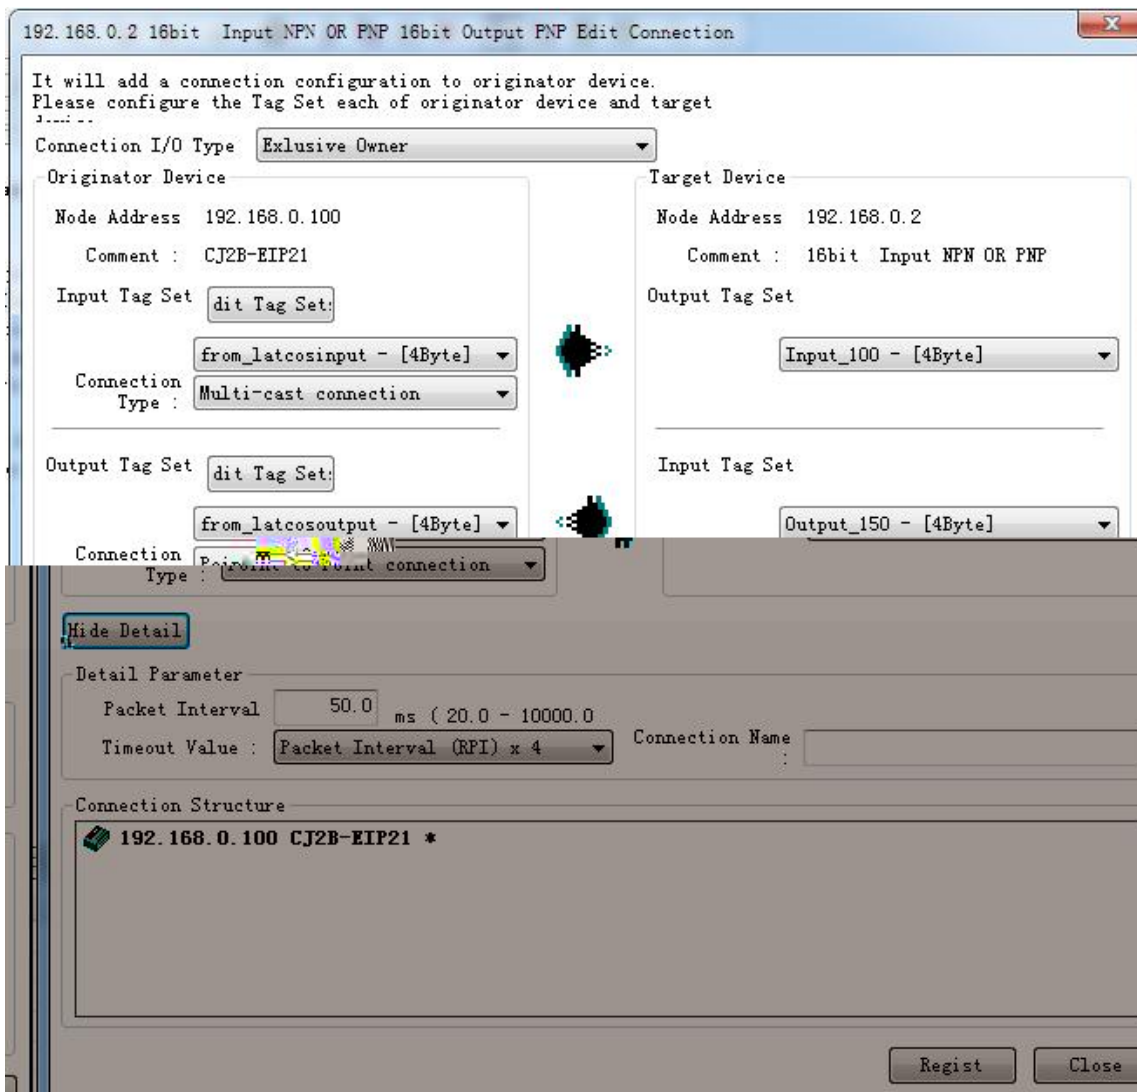 192.168.0.2 16bit Input NPN OR PNP 16bit Output PNP Edit Connection
It will add a connection configuration to originator device.
Please configure the Tag Set each of originator device and target
Connection I/O Type Exlusive Owner
Originator Device
Node Address 192.168.0.100
Comment : CJ2B-EIP21
Input Tag Set dit Tag Set:
from_latcosinput - [4Byte]
Connection Type : Multi-cast connection
Output Tag Set dit Tag Set:
from_latcosoutput - [4Byte]
Connection
Type : Point connection
Target Device
Node Address 192.168.0.2
Comment : 16bit Input NPN OR PNP
Output Tag Set
Input_100 - [4Byte]
Input Tag Set
Output_150 - [4Byte]
Hide Detail
Detail Parameter
Packet Interval 50.0 ms ( 20.0 - 10000.0
Timeout Value : Packet Interval (RPI) x 4
Connection Name :
Connection Structure
192.168.0.100 CJ2B-EIP21 *
Regist Close